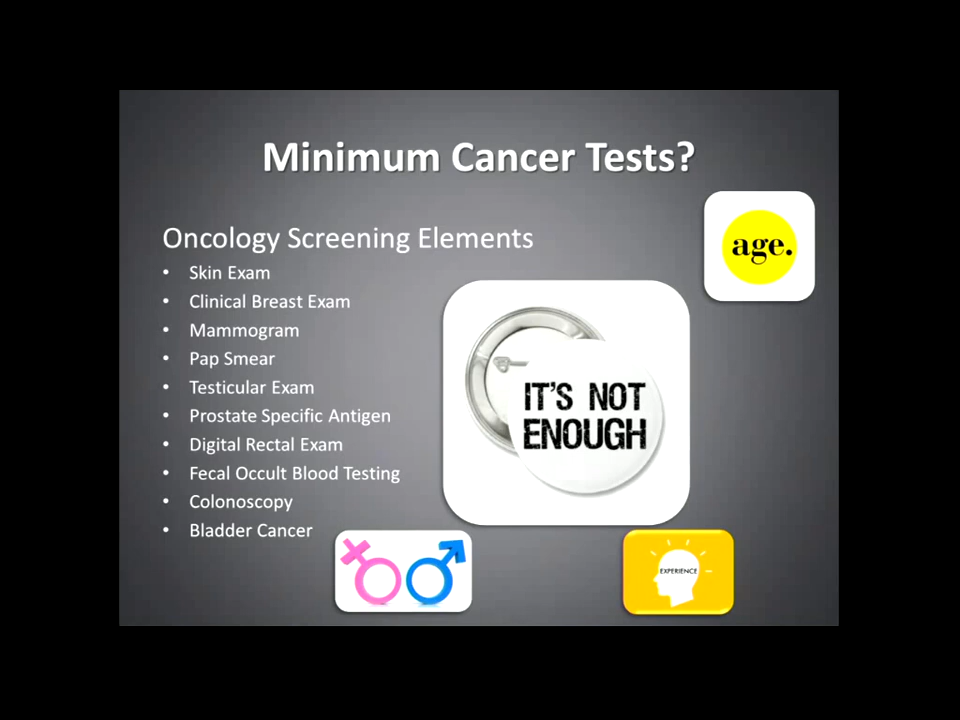 Minimum Cancer Tests?
age.
Oncology Screening Elements
• Skin Exam
• Clinical Breast Exam
• Mammogram
• Pap Smear
• Testicular Exam
• Prostate Specific Antigen
• Digital Rectal Exam
• Fecal Occult Blood Testing
• Colonoscopy
• Bladder Cancer
IT'S NOT
ENOUGH
EXPERIENCE